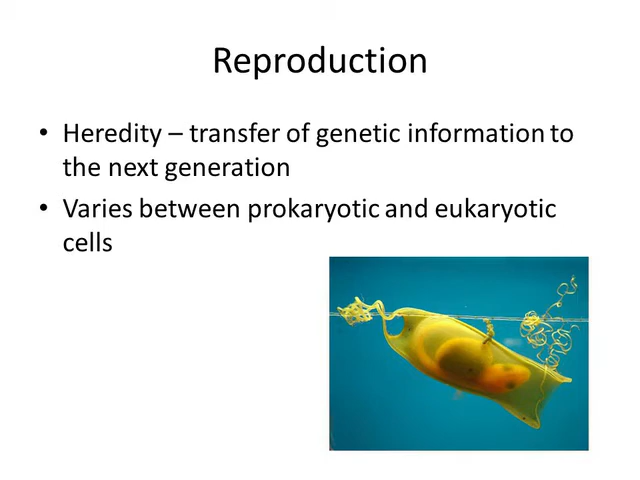 Reproduction
• Heredity – transfer of genetic information to
the next generation
• Varies between prokaryotic and eukaryotic
cells